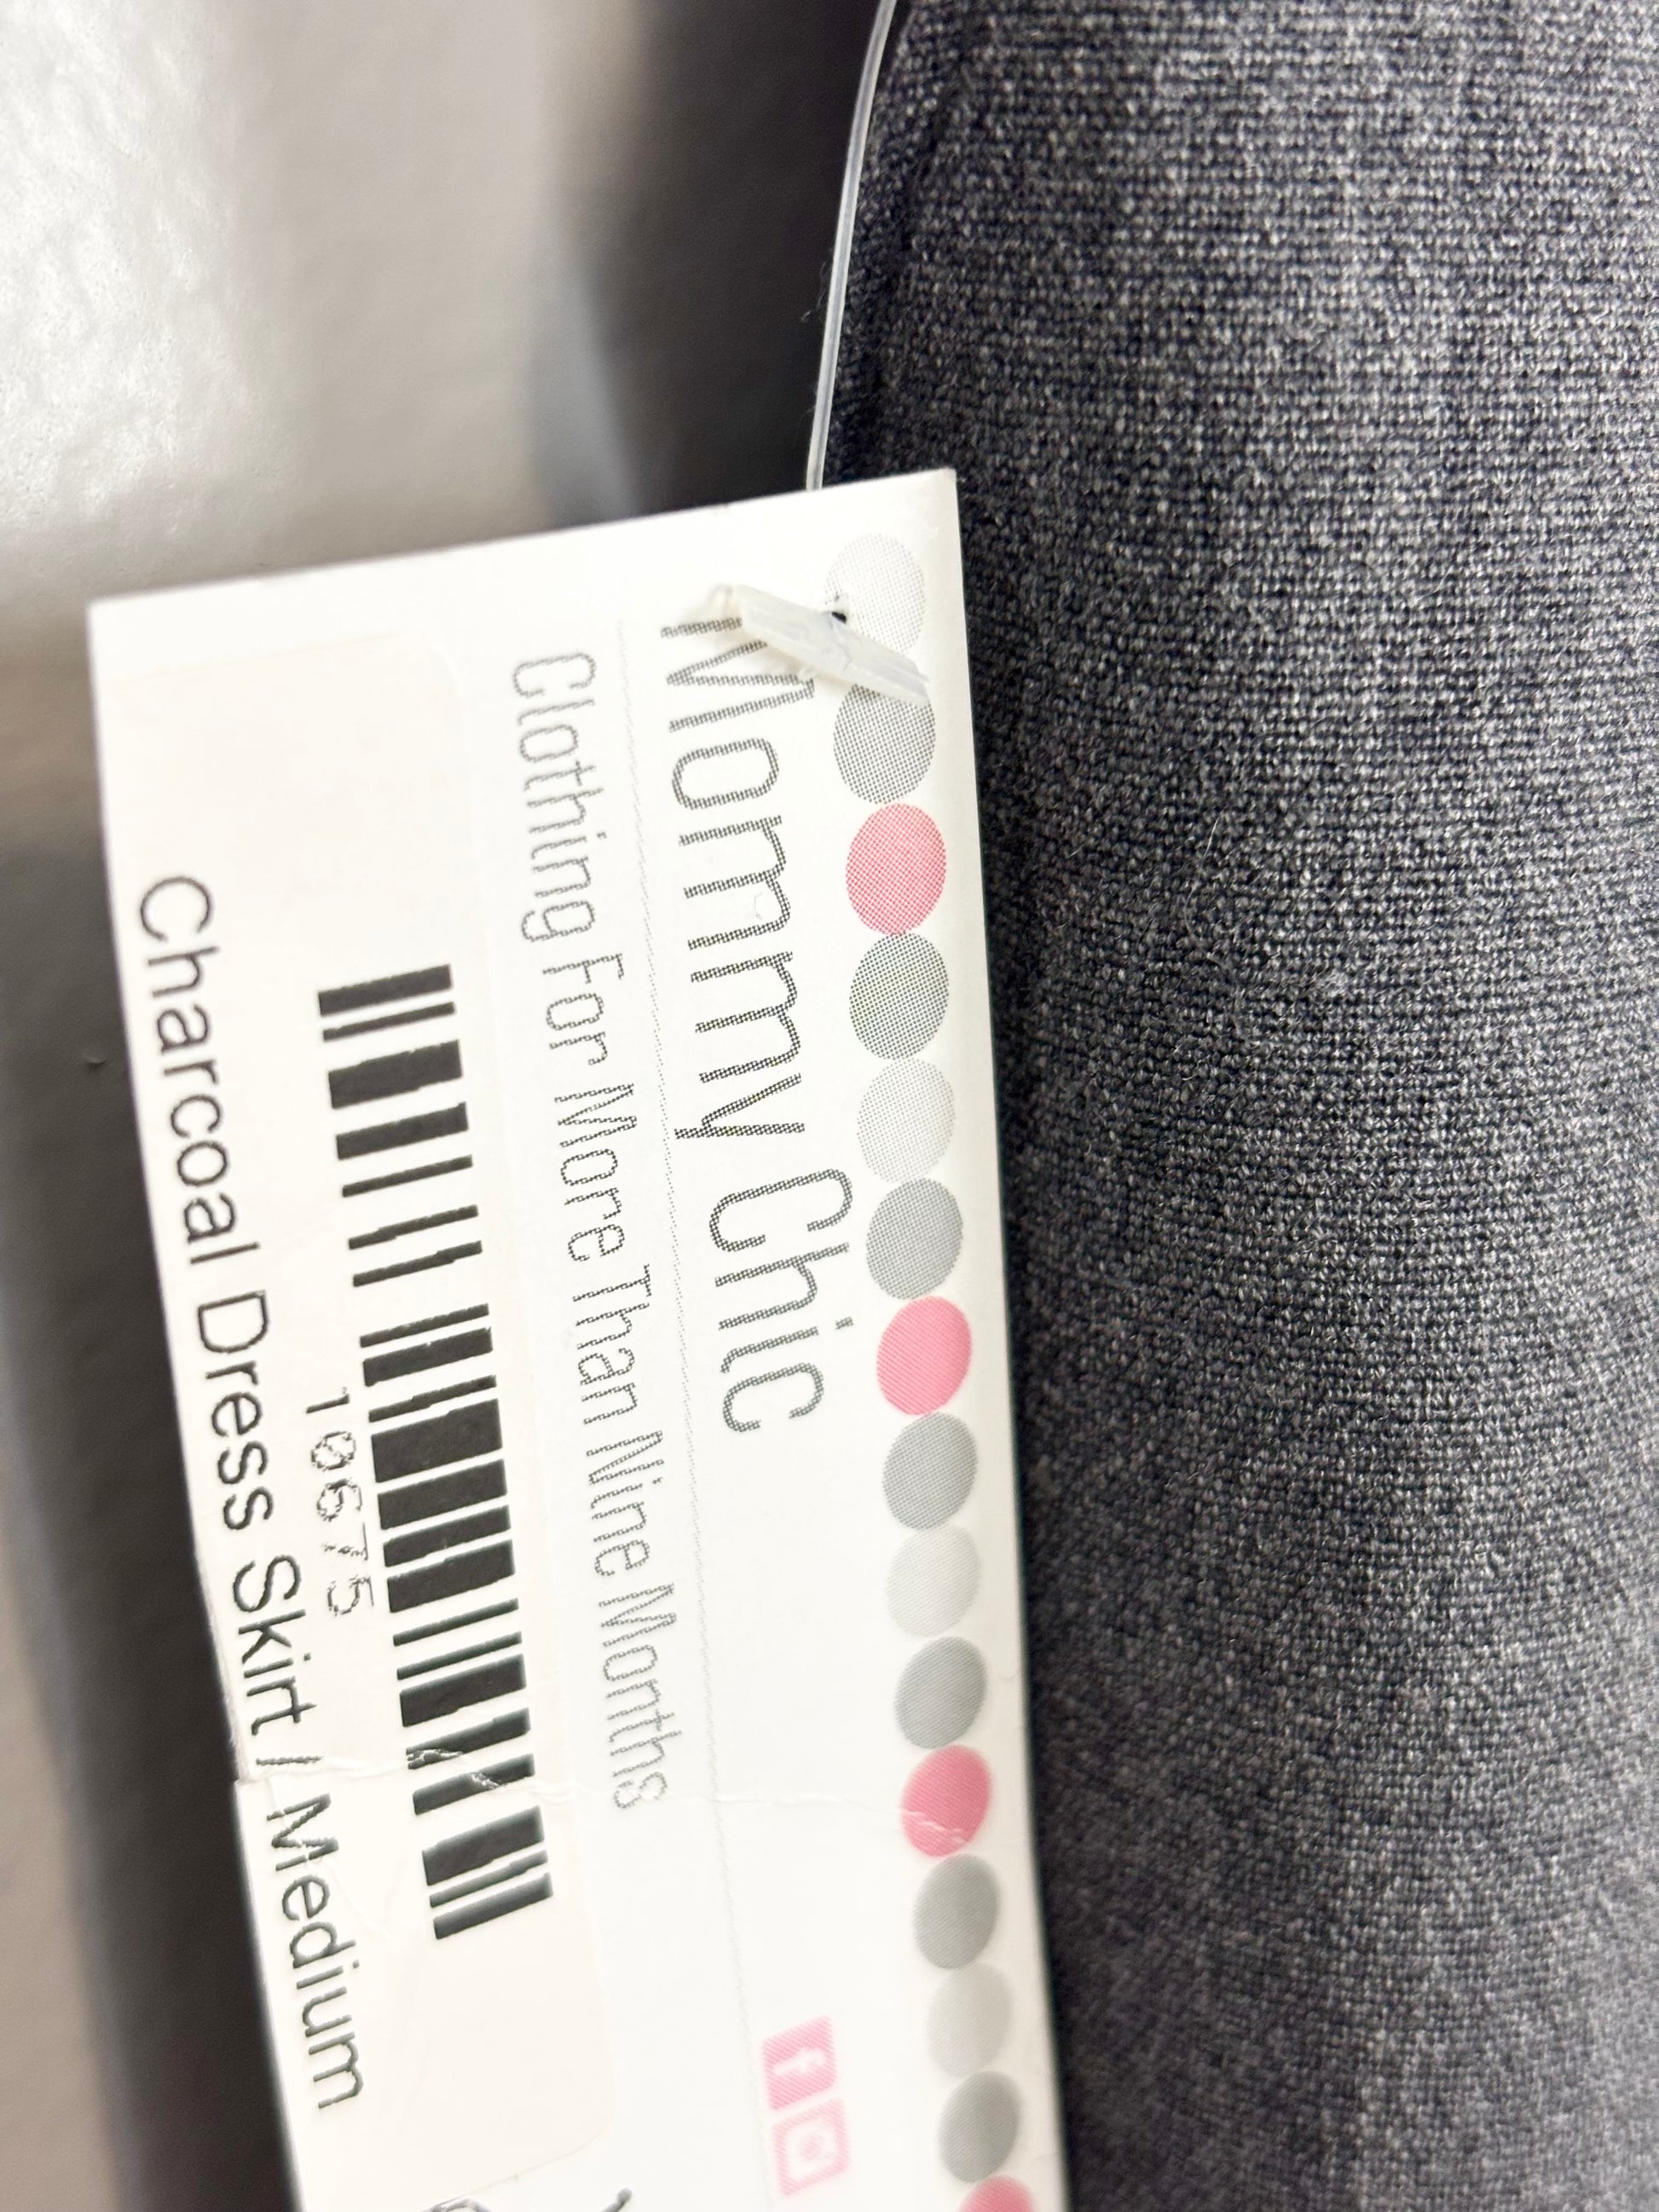 Mommy Chic
Clothing For More Than Nine Months
10675
Charcoal Dress Skirt / Medium